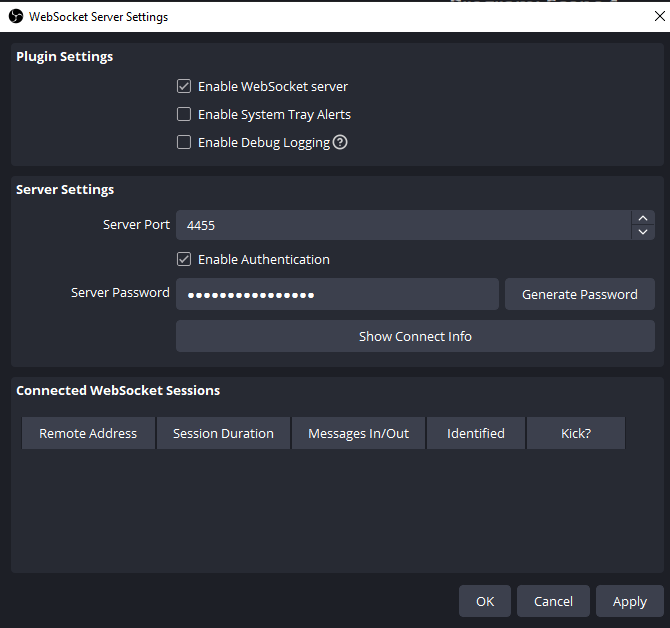 WebSocket Server Settings
Plugin Settings
Enable WebSocket server
Enable System Tray Alerts
Enable Debug Logging
Server Settings
Server Port 4455
Enable Authentication
Server Password ●●●●●●●●●●●●●●●● Generate Password
Show Connect Info
Connected WebSocket Sessions
Remote Address Session Duration Messages In/Out Identified Kick?
OK Cancel Apply